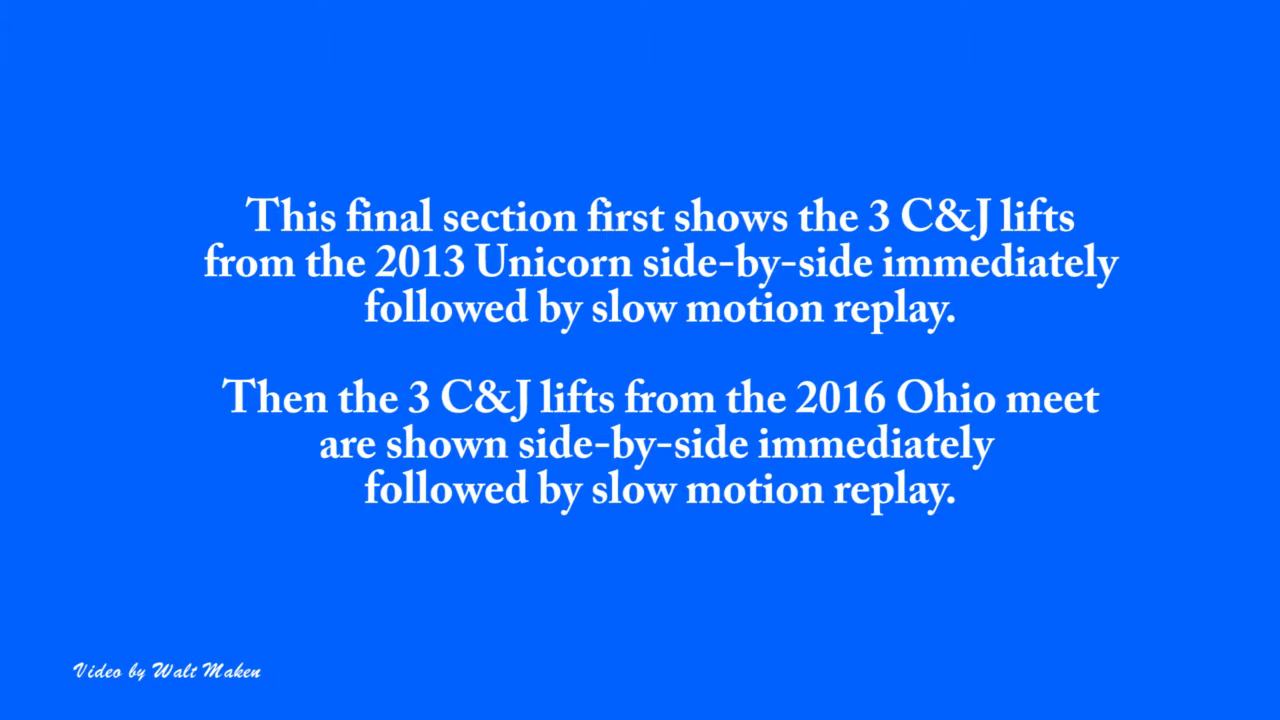 This final section first shows the 3 C&J lifts
from the 2013 Unicorn side-by-side immediately
followed by slow motion replay.
Then the 3 C&J lifts from the 2016 Ohio meet
are shown side-by-side immediately
followed by slow motion replay.
Video by Walt Maken